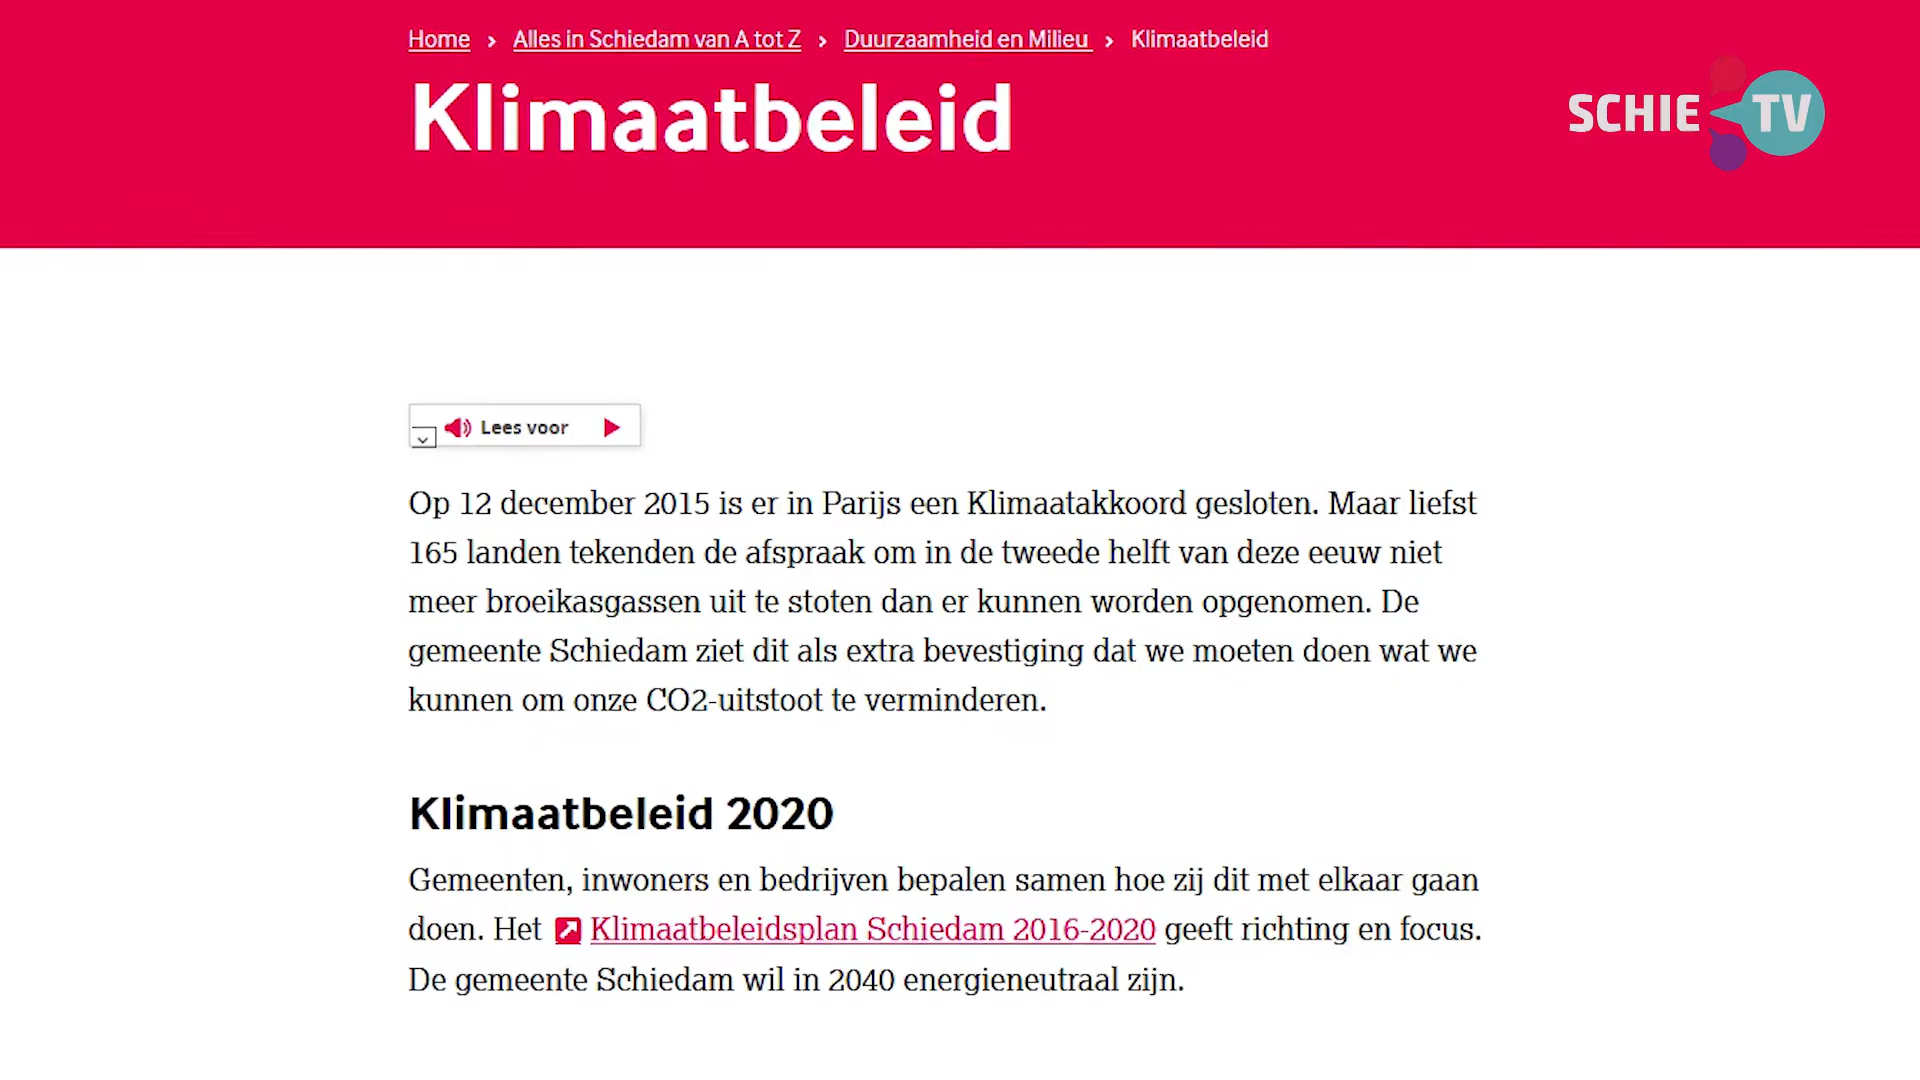 Home > Alles in Schiedam van A tot Z > Duurzaamheid en Milieu > Klimaatbeleid
Klimaatbeleid
SCHIE TV
Lees voor
Op 12 december 2015 is er in Parijs een Klimaatakkoord gesloten. Maar liefst
165 landen tekenden de afspraak om in de tweede helft van deze eeuw niet
meer broeikasgassen uit te stoten dan er kunnen worden opgenomen. De
gemeente Schiedam ziet dit als extra bevestiging dat we moeten doen wat we
kunnen om onze CO2-uitstoot te verminderen.
Klimaatbeleid 2020
Gemeenten, inwoners en bedrijven bepalen samen hoe zij dit met elkaar gaan
doen. Het Klimaatbeleidsplan Schiedam 2016-2020 geeft richting en focus.
De gemeente Schiedam wil in 2040 energieneutraal zijn.